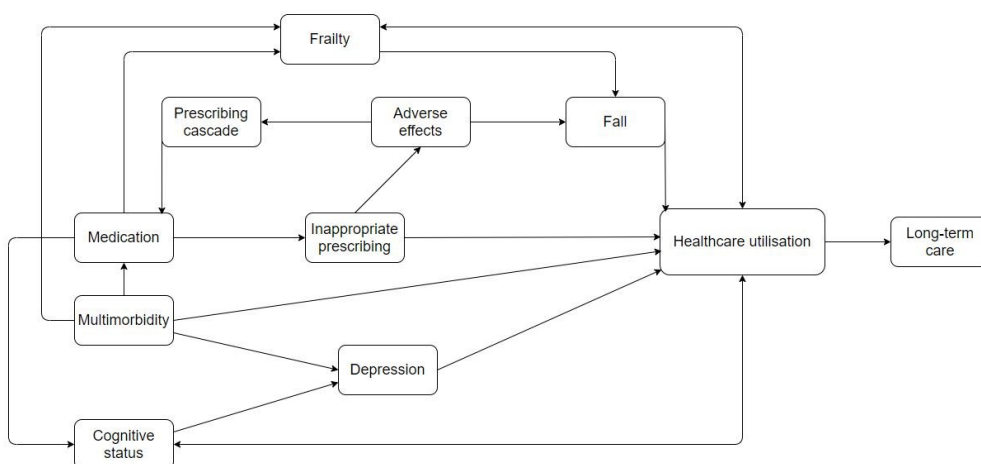 Frailty
Prescribing
cascade
Adverse
effects
Fall
Medication
Inappropriate
prescribing
Healthcare utilisation
Long-term
care
Multimorbidity
Depression
Cognitive
status